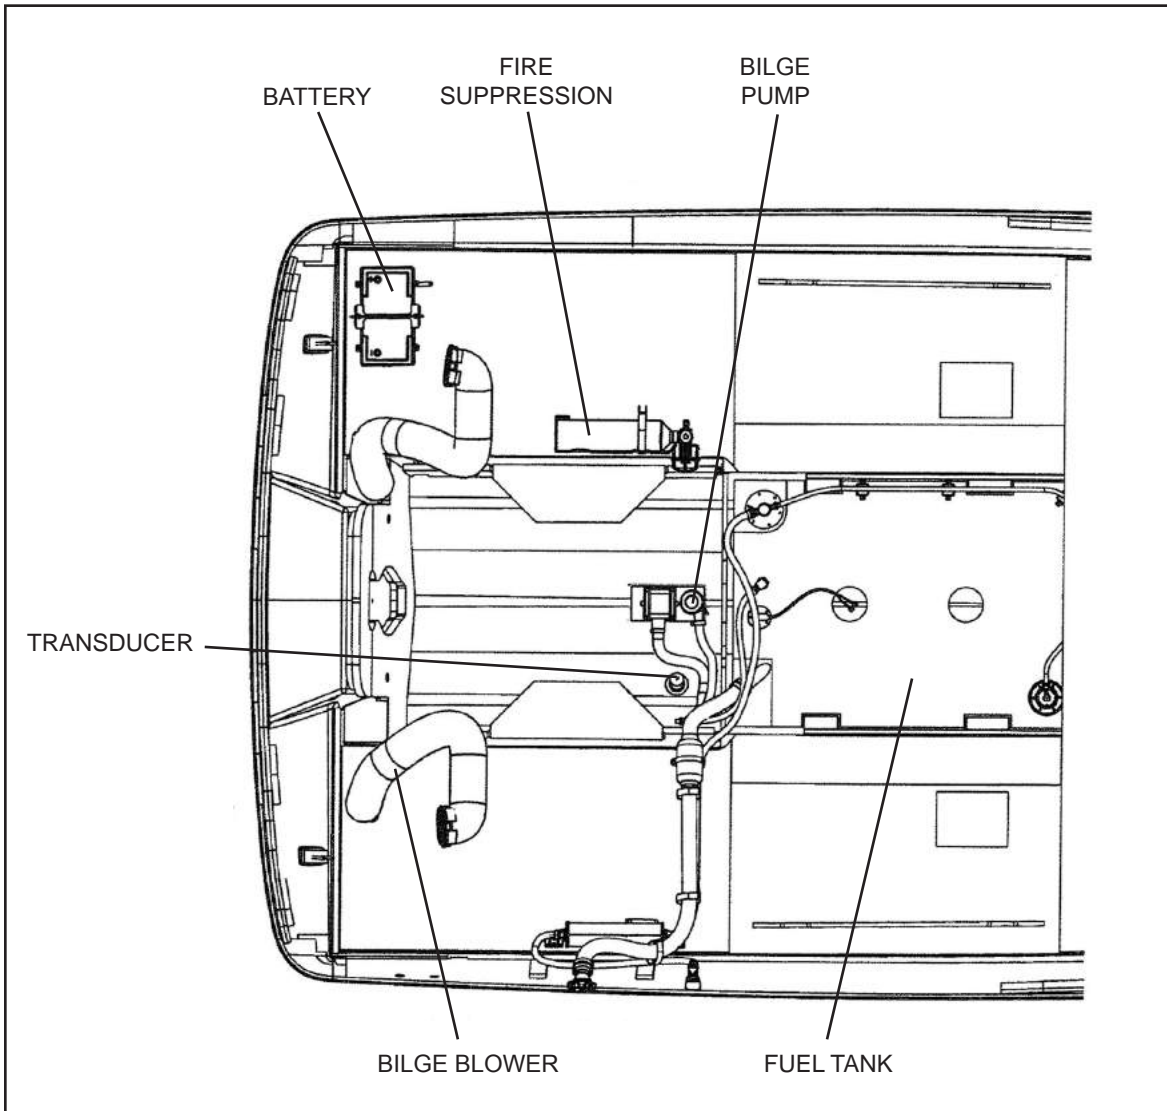 FIRE
SUPPRESSION
BILGE
PUMP
BATTERY
TRANSDUCER
BILGE BLOWER
FUEL TANK